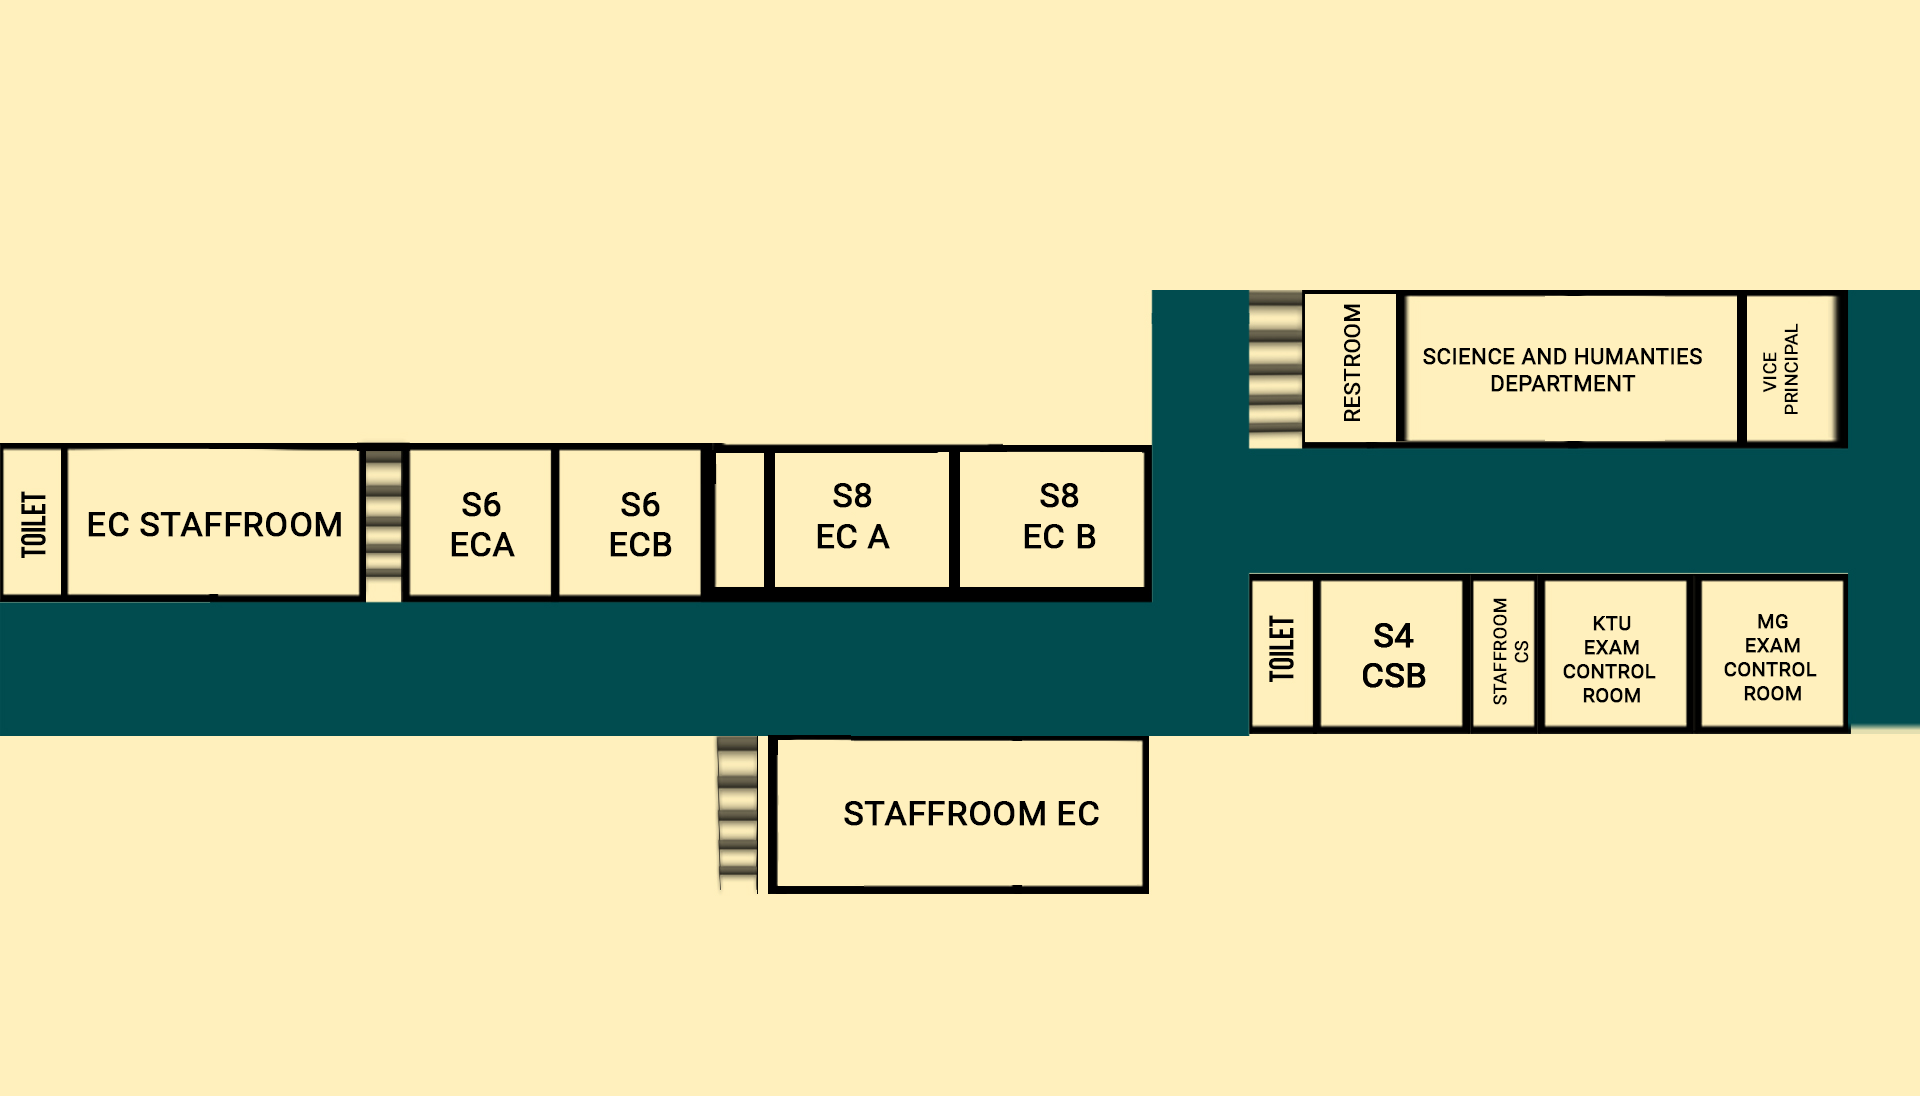 TOILET
EC STAFFROOM
S6
ECA
S6
ECB
S8
EC A
S8
EC B
RESTROOM
SCIENCE AND HUMANTIES
DEPARTMENT
VICE
PRINCIPAL
TOILET
S4
CSB
STAFFROOM
CS
KTU
EXAM
CONTROL
ROOM
MG
EXAM
CONTROL
ROOM
STAFFROOM EC